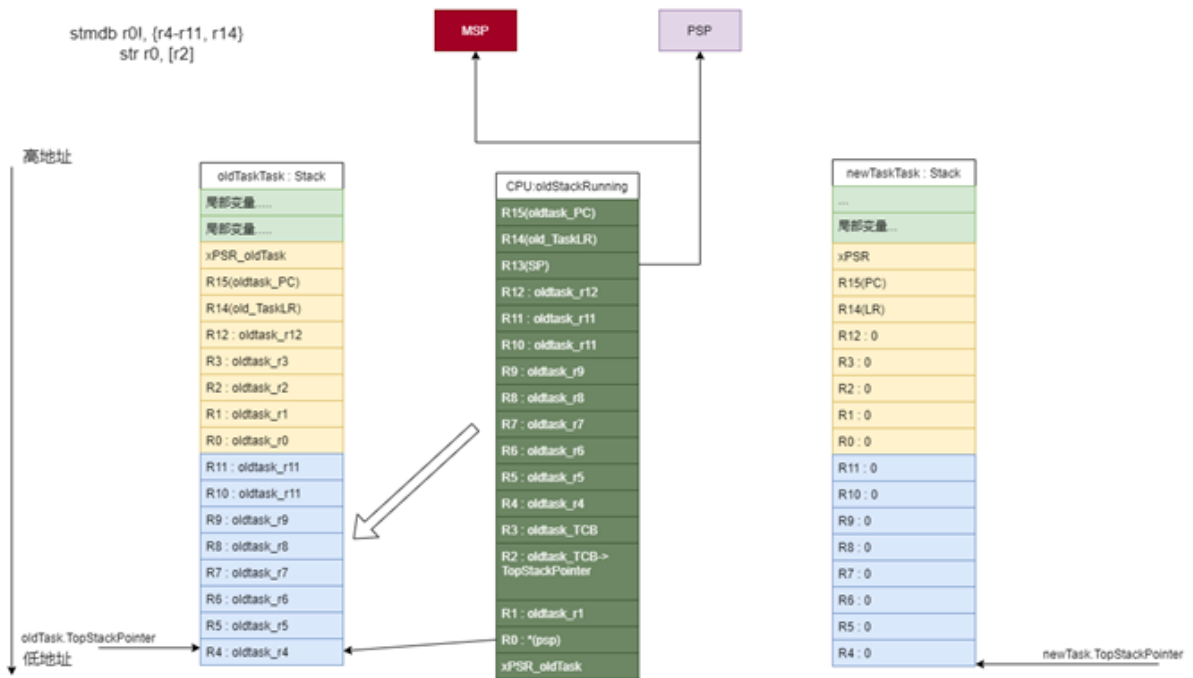 stmdb r0!, {r4-r11, r14}
str r0, [r2]
MSP
PSP
高地址
oldTaskTask : Stack
局部变量.....
局部变量.....
xPSR_oldTask
R15(oldtask_PC)
R14(old_TaskLR)
R12 : oldtask_r12
R3 : oldtask_r3
R2 : oldtask_r2
R1 : oldtask_r1
R0 : oldtask_r0
R11 : oldtask_r11
R10 : oldtask_r11
R9 : oldtask_r9
R8 : oldtask_r8
R7 : oldtask_r7
R6 : oldtask_r6
R5 : oldtask_r5
R4 : oldtask_r4
oldTask.TopStackPointer
低地址
CPU:oldStackRunning
R15(oldtask_PC)
R14(old_TaskLR)
R13(SP)
R12 : oldtask_r12
R11 : oldtask_r11
R10 : oldtask_r11
R9 : oldtask_r9
R8 : oldtask_r8
R7 : oldtask_r7
R6 : oldtask_r6
R5 : oldtask_r5
R4 : oldtask_r4
R3 : oldtask_TCB
R2 : oldtask_TCB->
TopStackPointer
R1 : oldtask_r1
R0 : *(psp)
xPSR_oldTask
newTaskTask : Stack
...
局部变量...
xPSR
R15(PC)
R14(LR)
R12 : 0
R3 : 0
R2 : 0
R1 : 0
R0 : 0
R11 : 0
R10 : 0
R9 : 0
R8 : 0
R7 : 0
R6 : 0
R5 : 0
R4 : 0
newTask.TopStackPointer